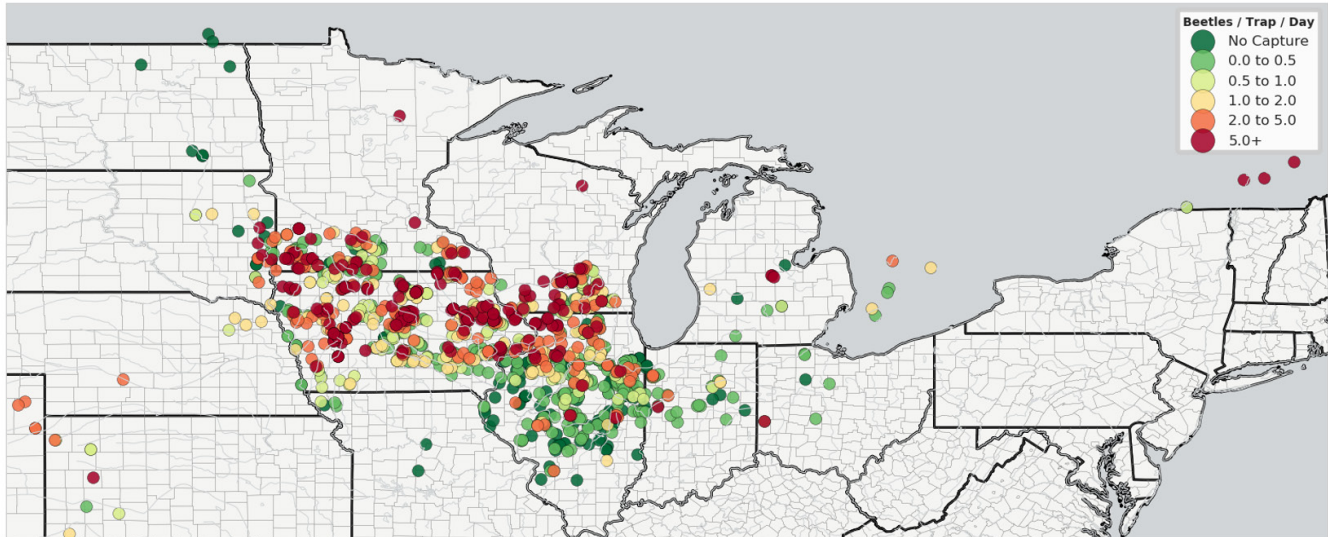 Beetles / Trap / Day
No Capture
0.0 to 0.5
0.5 to 1.0
1.0 to 2.0
2.0 to 5.0
5.0+